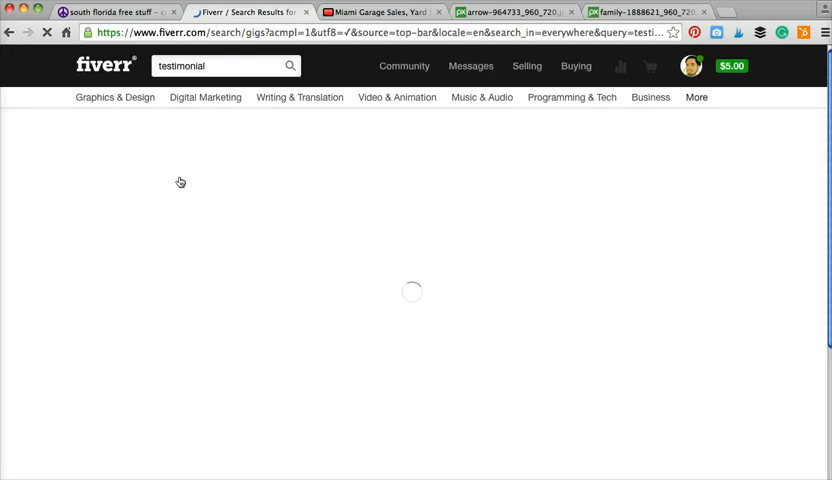 south florida free stuff - c
Fiverr / Search Results for
Miami Garage Sales, Yard S
arrow-964733_960_720.jp
family-1888621_960_720.
https://www.fiverr.com/search/gigs?acmpl=1&utf8=✓&source=top-bar&locale=en&search_in=everywhere&query=testi...
fiverr
testimonial
Community
Messages
Selling
Buying
$5.00
Graphics & Design
Digital Marketing
Writing & Translation
Video & Animation
Music & Audio
Programming & Tech
Business
More